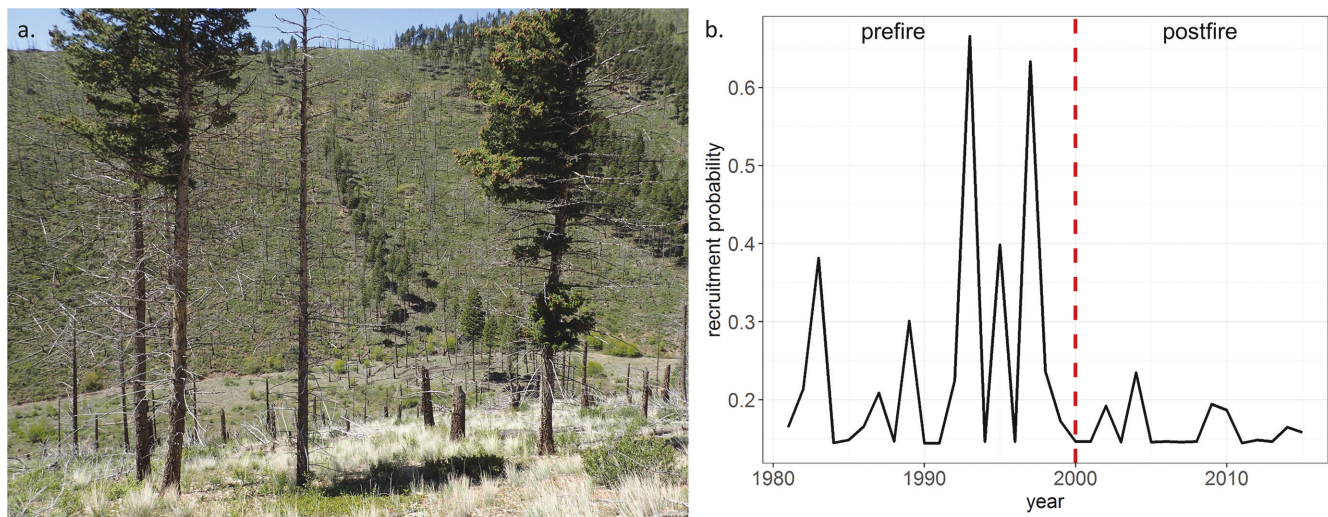 a.
b.
prefire
postfire
recruitment probability
0.6
0.5
0.4
0.3
0.2
1980
1990
2000
2010
year